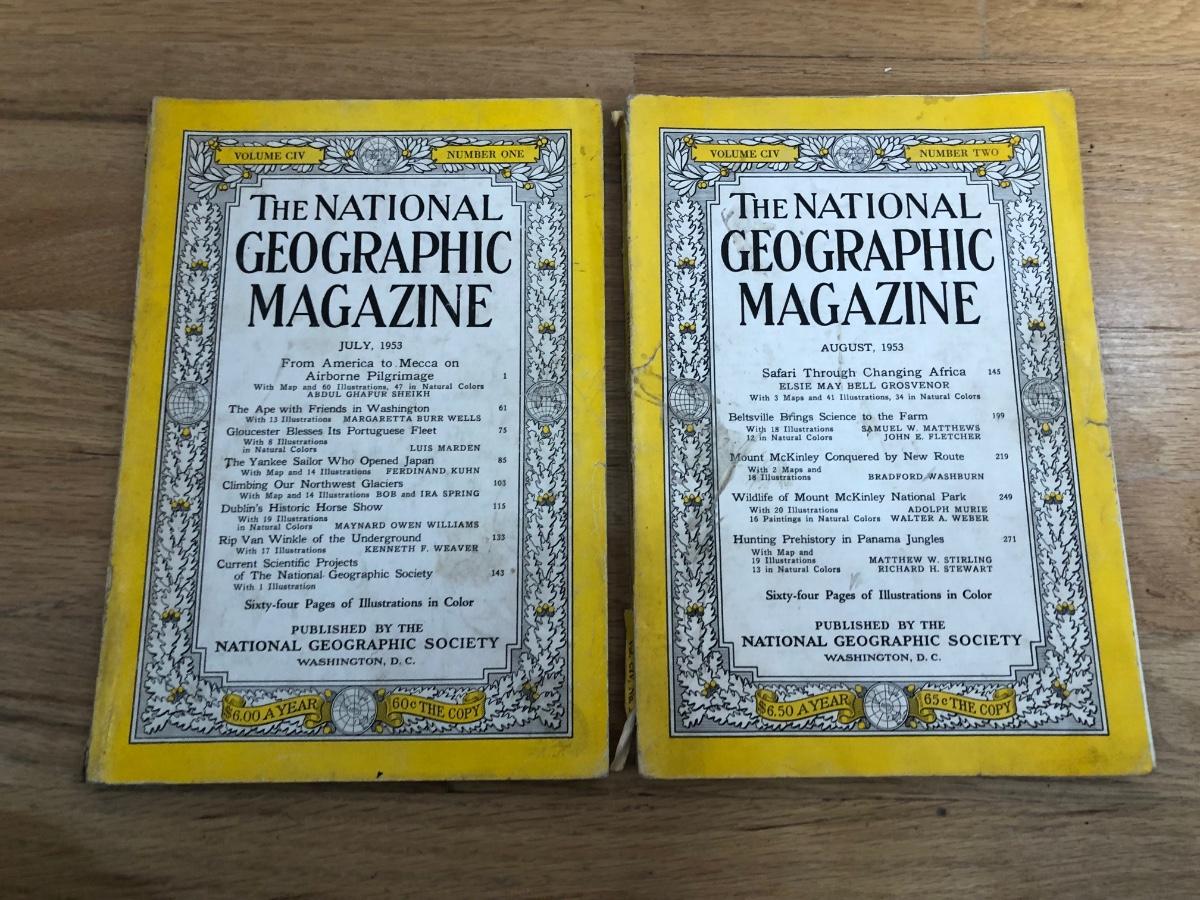 VOLUME CIV
NUMBER ONE
THE NATIONAL
GEOGRAPHIC
MAGAZINE
JULY, 1953
From America to Mecca on
Airborne Pilgrimage 1
With Map and 60 Illustrations, 47 in Natural Colors
ABDUL GHAFUR SHEIKH
The Ape with Friends in Washington 61
With 13 Illustrations MARGARETTA BURR WELLS
Gloucester Blesses Its Portuguese Fleet 75
With 8 Illustrations
in Natural Colors LUIS MARDEN
The Yankee Sailor Who Opened Japan 85
With Map and 14 Illustrations FERDINAND KUHN
Climbing Our Northwest Glaciers 103
With Map and 14 Illustrations BOB and IRA SPRING
Dublin's Historic Horse Show 115
With 19 Illustrations
in Natural Colors MAYNARD OWEN WILLIAMS
Rip Van Winkle of the Underground 133
With 17 Illustrations KENNETH F. WEAVER
Current Scientific Projects
of The National Geographic Society 143
With 1 Illustration
Sixty-four Pages of Illustrations in Color
PUBLISHED BY THE
NATIONAL GEOGRAPHIC SOCIETY
WASHINGTON, D. C.
$6.00 A YEAR
60c THE COPY
VOLUME CIV
NUMBER TWO
THE NATIONAL
GEOGRAPHIC
MAGAZINE
AUGUST, 1953
Safari Through Changing Africa 145
ELSIE MAY BELL GROSVENOR
With 3 Maps and 41 Illustrations, 34 in Natural Colors
Beltsville Brings Science to the Farm 199
With 18 Illustrations SAMUEL W. MATTHEWS
12 in Natural Colors JOHN E. FLETCHER
Mount McKinley Conquered by New Route 219
With 2 Maps and
18 Illustrations BRADFORD WASHBURN
Wildlife of Mount McKinley National Park 249
With 20 Illustrations ADOLPH MURIE
16 Paintings in Natural Colors WALTER A. WEBER
Hunting Prehistory in Panama Jungles 271
With Map and
19 Illustrations MATTHEW W. STIRLING
13 in Natural Colors RICHARD H. STEWART
Sixty-four Pages of Illustrations in Color
PUBLISHED BY THE
NATIONAL GEOGRAPHIC SOCIETY
WASHINGTON, D. C.
$6.50 A YEAR
65c THE COPY